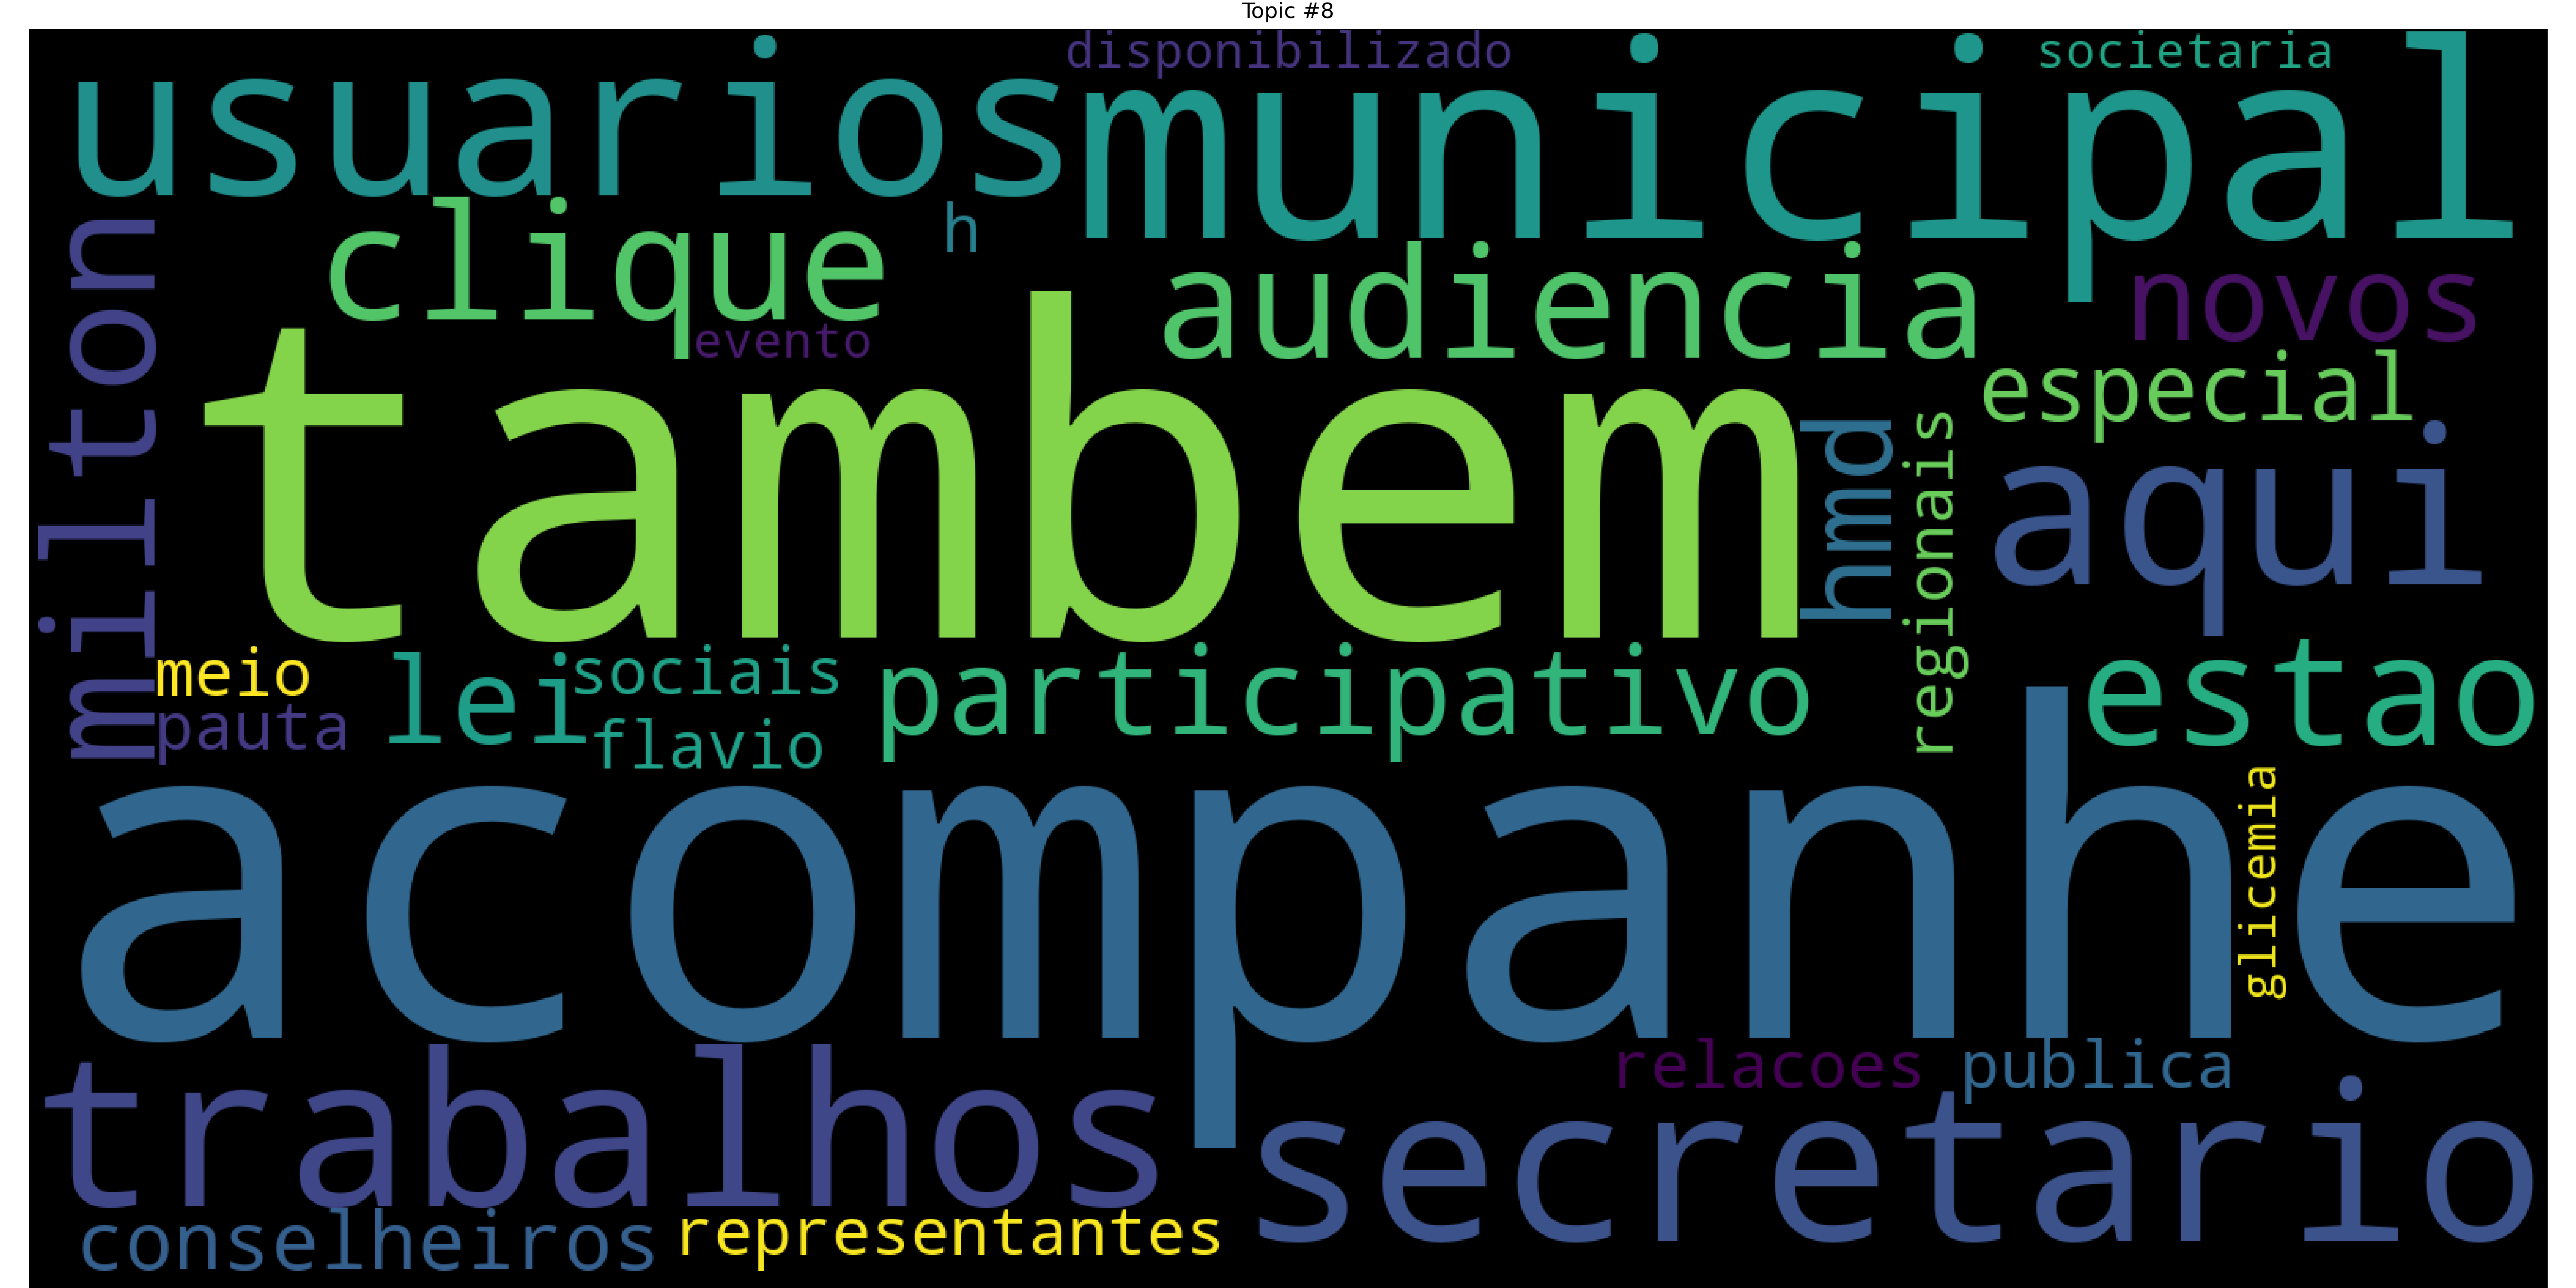 Topic #8
disponibilizado
societaria
usuarios
municipal
milton
clique
h
audiencia
novos
evento
especial
tambem
hmd
regionais
aqui
meio
lei
sociais
participativo
estao
pauta
flavio
acompanhe
glicemia
trabalhos
relacoes
publica
secretario
conselheiros
representantes